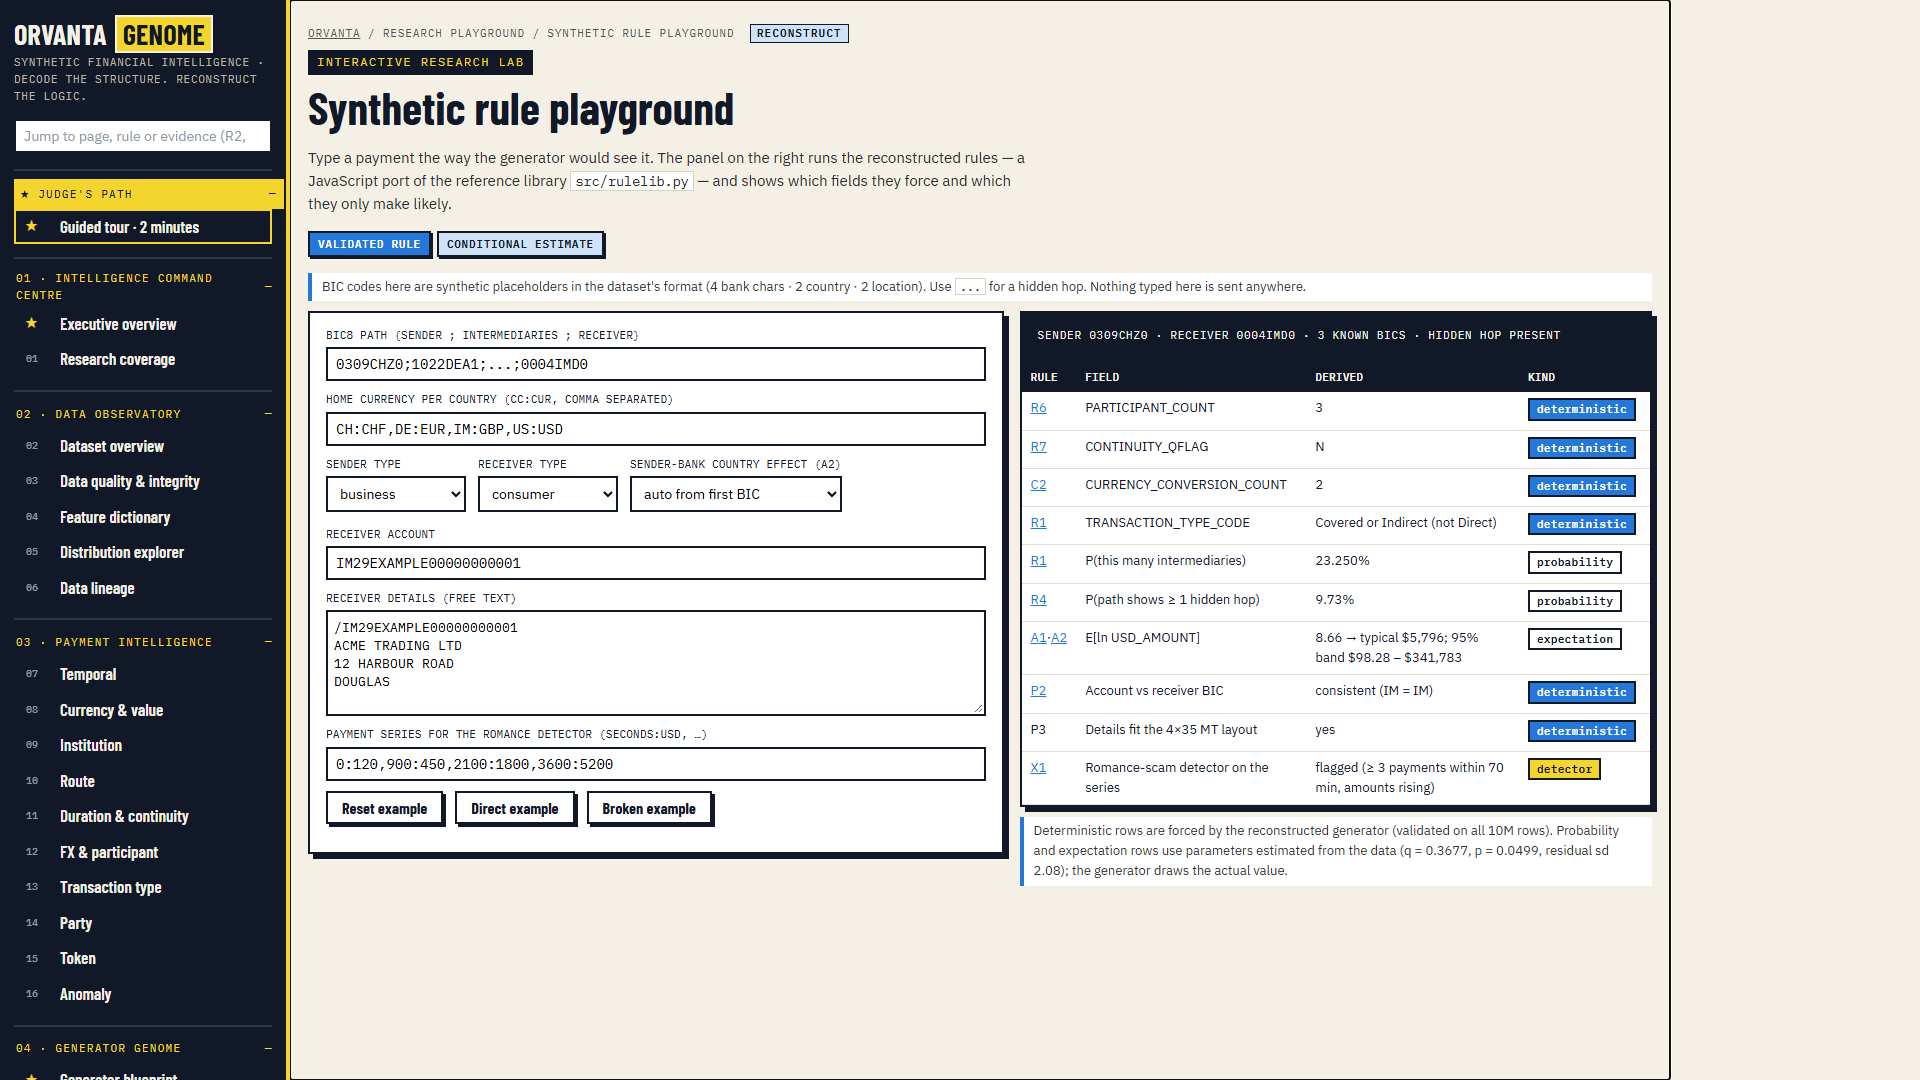 ORVANTA GENOME
SYNTHETIC FINANCIAL INTELLIGENCE ·
DECODE THE STRUCTURE. RECONSTRUCT
THE LOGIC.
Jump to page, rule or evidence (R2,
★ JUDGE'S PATH –
★ Guided tour · 2 minutes
01 · INTELLIGENCE COMMAND
CENTRE –
★ Executive overview
01 Research coverage
02 · DATA OBSERVATORY –
02 Dataset overview
03 Data quality & integrity
04 Feature dictionary
05 Distribution explorer
06 Data lineage
03 · PAYMENT INTELLIGENCE –
07 Temporal
08 Currency & value
09 Institution
10 Route
11 Duration & continuity
12 FX & participant
13 Transaction type
14 Party
15 Token
16 Anomaly
04 · GENERATOR GENOME –
★ Generator blueprint
ORVANTA / RESEARCH PLAYGROUND / SYNTHETIC RULE PLAYGROUND RECONSTRUCT
INTERACTIVE RESEARCH LAB
Synthetic rule playground
Type a payment the way the generator would see it. The panel on the right runs the reconstructed rules — a
JavaScript port of the reference library src/rulelib.py — and shows which fields they force and which
they only make likely.
VALIDATED RULE CONDITIONAL ESTIMATE
BIC codes here are synthetic placeholders in the dataset's format (4 bank chars · 2 country · 2 location). Use ... for a hidden hop. Nothing typed here is sent anywhere.
BIC8 PATH (SENDER ; INTERMEDIARIES ; RECEIVER)
0309CHZ0;1022DEA1;...;0004IMD0
HOME CURRENCY PER COUNTRY (CC:CUR, COMMA SEPARATED)
CH:CHF,DE:EUR,IM:GBP,US:USD
SENDER TYPE RECEIVER TYPE SENDER-BANK COUNTRY EFFECT (A2)
business consumer auto from first BIC
RECEIVER ACCOUNT
IM29EXAMPLE00000000001
RECEIVER DETAILS (FREE TEXT)
/IM29EXAMPLE00000000001
ACME TRADING LTD
12 HARBOUR ROAD
DOUGLAS
PAYMENT SERIES FOR THE ROMANCE DETECTOR (SECONDS:USD, …)
0:120,900:450,2100:1800,3600:5200
Reset example Direct example Broken example
SENDER 0309CHZ0 · RECEIVER 0004IMD0 · 3 KNOWN BICS · HIDDEN HOP PRESENT
RULE FIELD DERIVED KIND
R6 PARTICIPANT_COUNT 3 deterministic
R7 CONTINUITY_QFLAG N deterministic
C2 CURRENCY_CONVERSION_COUNT 2 deterministic
R1 TRANSACTION_TYPE_CODE Covered or Indirect (not Direct) deterministic
R1 P(this many intermediaries) 23.250% probability
R4 P(path shows ≥ 1 hidden hop) 9.73% probability
A1·A2 E[ln USD_AMOUNT] 8.66 → typical $5,796; 95% expectation
band $98.28 – $341,783
P2 Account vs receiver BIC consistent (IM = IM) deterministic
P3 Details fit the 4×35 MT layout yes deterministic
X1 Romance-scam detector on the flagged (≥ 3 payments within 70 detector
series min, amounts rising)
Deterministic rows are forced by the reconstructed generator (validated on all 10M rows). Probability
and expectation rows use parameters estimated from the data (q = 0.3677, p = 0.0499, residual sd
2.08); the generator draws the actual value.